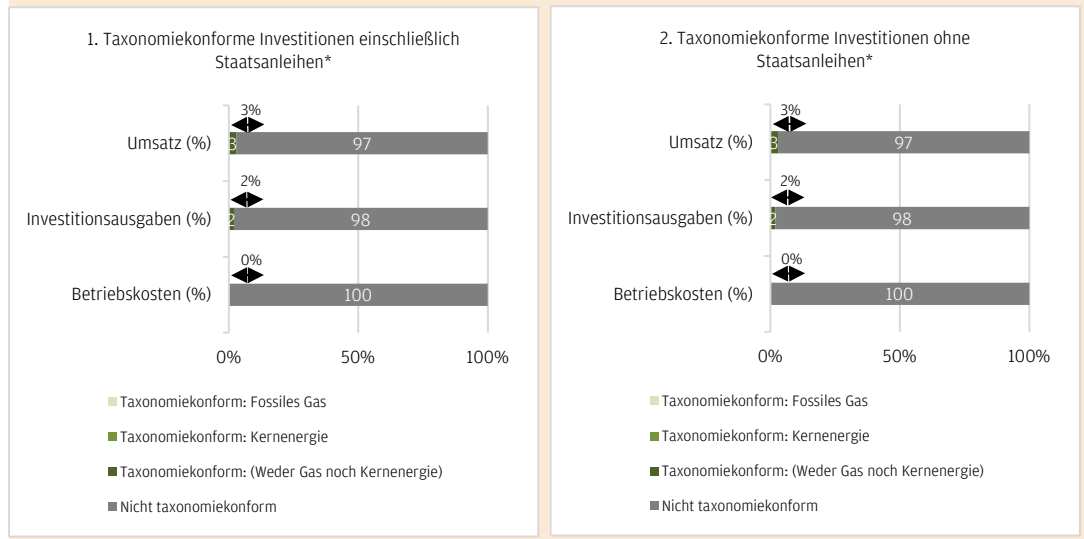 1. Taxonomiekonforme Investitionen einschließlich
Staatsanleihen*
3%
Umsatz (%)
3
97
2%
Investitionsausgaben (%)
2
98
0%
Betriebskosten (%)
100
0%
50%
100%
Taxonomiekonform: Fossiles Gas
Taxonomiekonform: Kernenergie
Taxonomiekonform: (Weder Gas noch Kernenergie)
Nicht taxonomiekonform
2. Taxonomiekonforme Investitionen ohne
Staatsanleihen*
3%
Umsatz (%)
3
97
2%
Investitionsausgaben (%)
2
98
0%
Betriebskosten (%)
100
0%
50%
100%
Taxonomiekonform: Fossiles Gas
Taxonomiekonform: Kernenergie
Taxonomiekonform: (Weder Gas noch Kernenergie)
Nicht taxonomiekonform